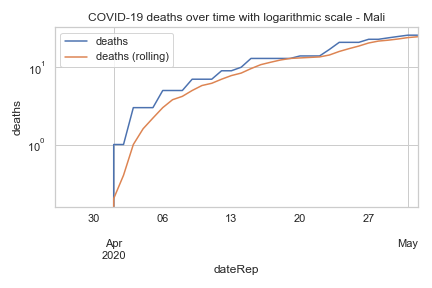 COVID-19 deaths over time with logarithmic scale - Mali
deaths
deaths (rolling)
10¹
10⁰
deaths
30 06 13 20 27
Apr May
2020
dateRep